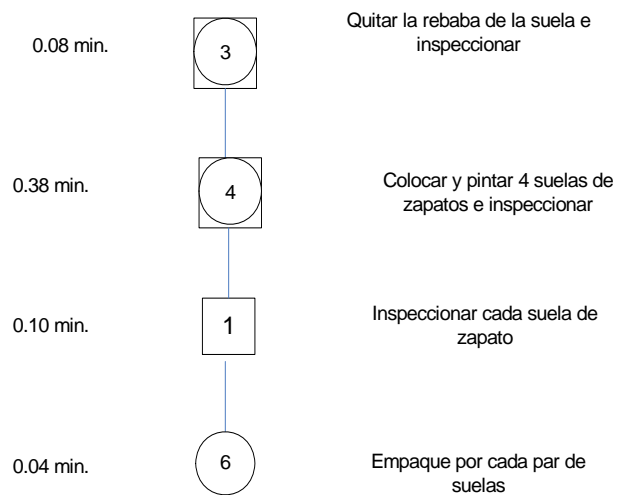 Quitar la rebaba de la suela e
0.08 min.
3
inspeccionar
0.38 min.
4
Colocar y pintar 4 suelas de
zapatos e inspeccionar
0.10 min.
1
Inspeccionar cada suela de
zapato
0.04 min.
6
Empaque por cada par de
suelas